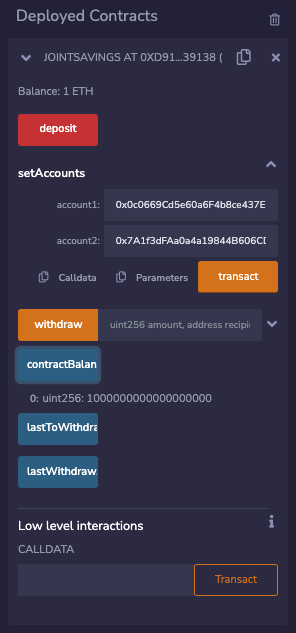 Deployed Contracts
JOINTSAVINGS AT 0XD91...39138 (
Balance: 1 ETH
deposit
setAccounts
account1: 0x0c0669Cd5e60a6F4b8ce437E
account2: 0x7A1f3dFAa0a4a19844B606CD
Calldata Parameters transact
withdraw uint256 amount, address recipi
contractBalan
0: uint256: 1000000000000000000
lastToWithdra
lastWithdraw
Low level interactions
CALLDATA
Transact